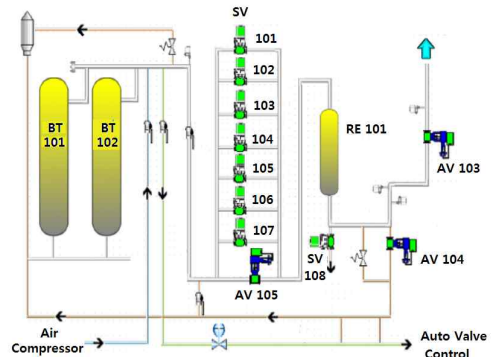 SV
101
102
103
104
105
106
107
BT
101
BT
102
RE 101
AV 103
SV
108
AV 104
AV 105
Air
Compressor
Auto Valve
Control